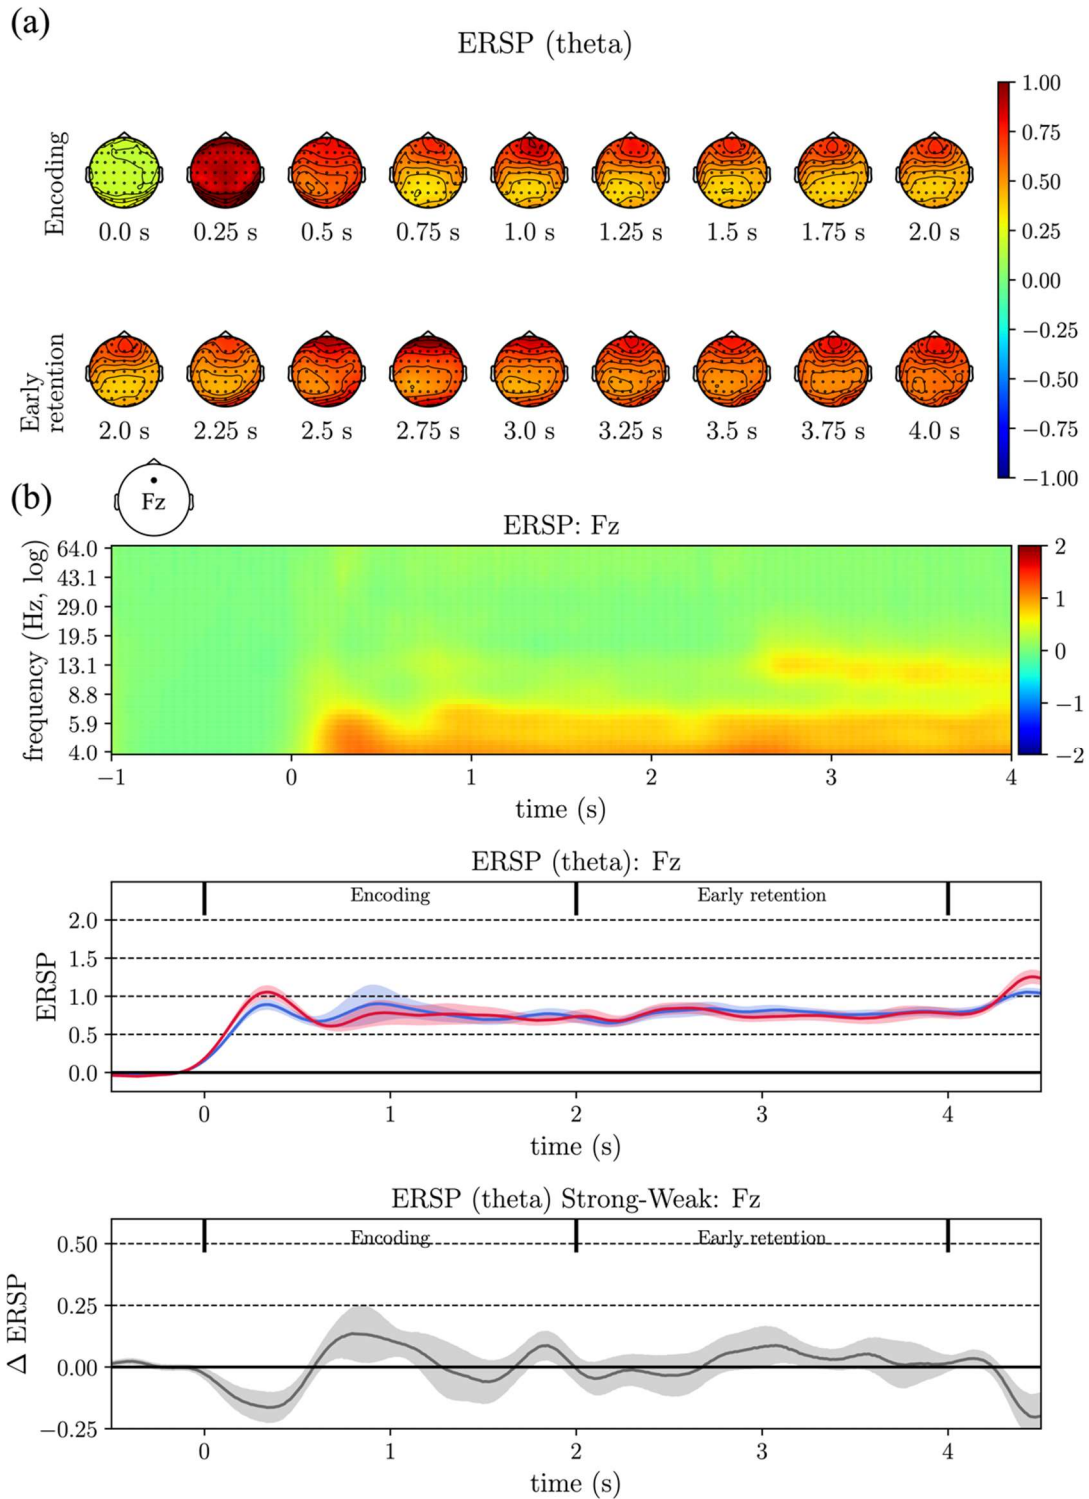 (a)
ERSP (theta)
Encoding
0.0 s 0.25 s 0.5 s 0.75 s 1.0 s 1.25 s 1.5 s 1.75 s 2.0 s
Early
retention
2.0 s 2.25 s 2.5 s 2.75 s 3.0 s 3.25 s 3.5 s 3.75 s 4.0 s
1.00
0.75
0.50
0.25
0.00
−0.25
−0.50
−0.75
−1.00
(b)
Fz
ERSP: Fz
frequency (Hz, log)
64.0
43.1
29.0
19.5
13.1
8.8
5.9
4.0
−1 0 1 2 3 4
time (s)
2
1
0
−1
−2
ERSP (theta): Fz
Encoding Early retention
ERSP
2.0
1.5
1.0
0.5
0.0
0 1 2 3 4
time (s)
ERSP (theta) Strong-Weak: Fz
Encoding Early retention
Δ ERSP
0.50
0.25
0.00
−0.25
0 1 2 3 4
time (s)